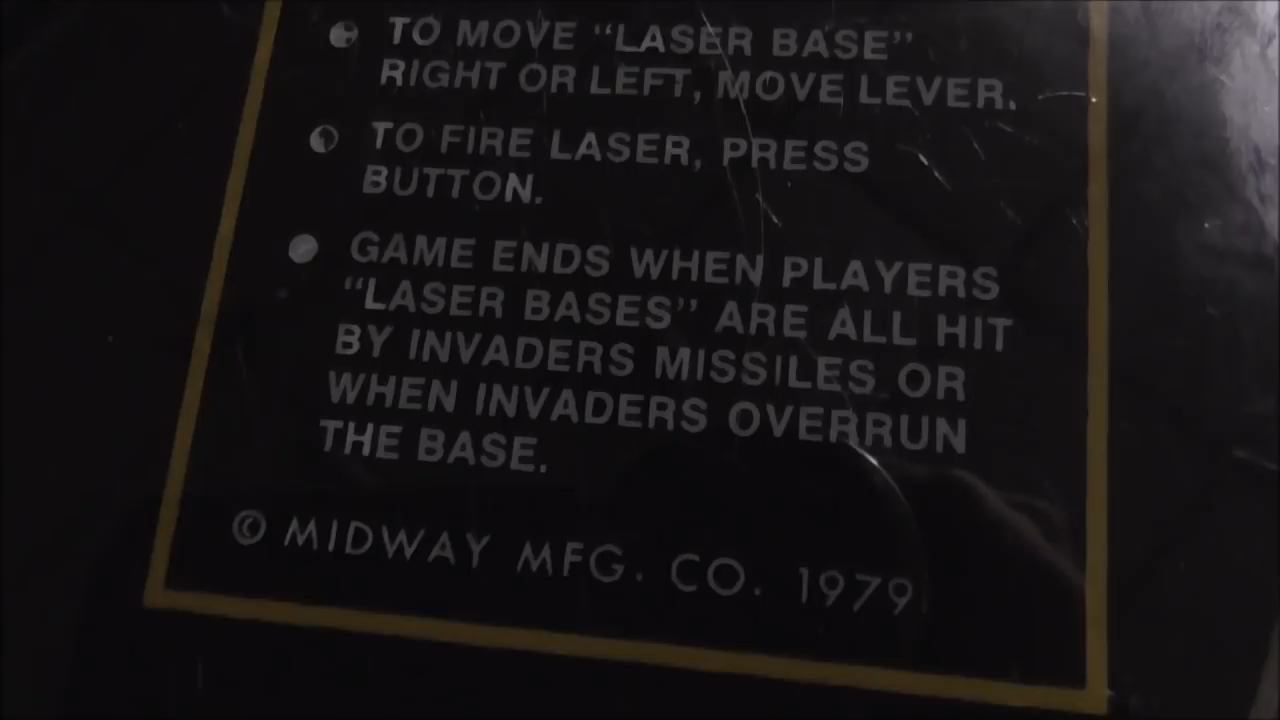 TO MOVE “LASER BASE”
RIGHT OR LEFT, MOVE LEVER.
TO FIRE LASER, PRESS
BUTTON.
GAME ENDS WHEN PLAYERS
“LASER BASES” ARE ALL HIT
BY INVADERS MISSILES OR
WHEN INVADERS OVERRUN
THE BASE.
© MIDWAY MFG. CO. 1979